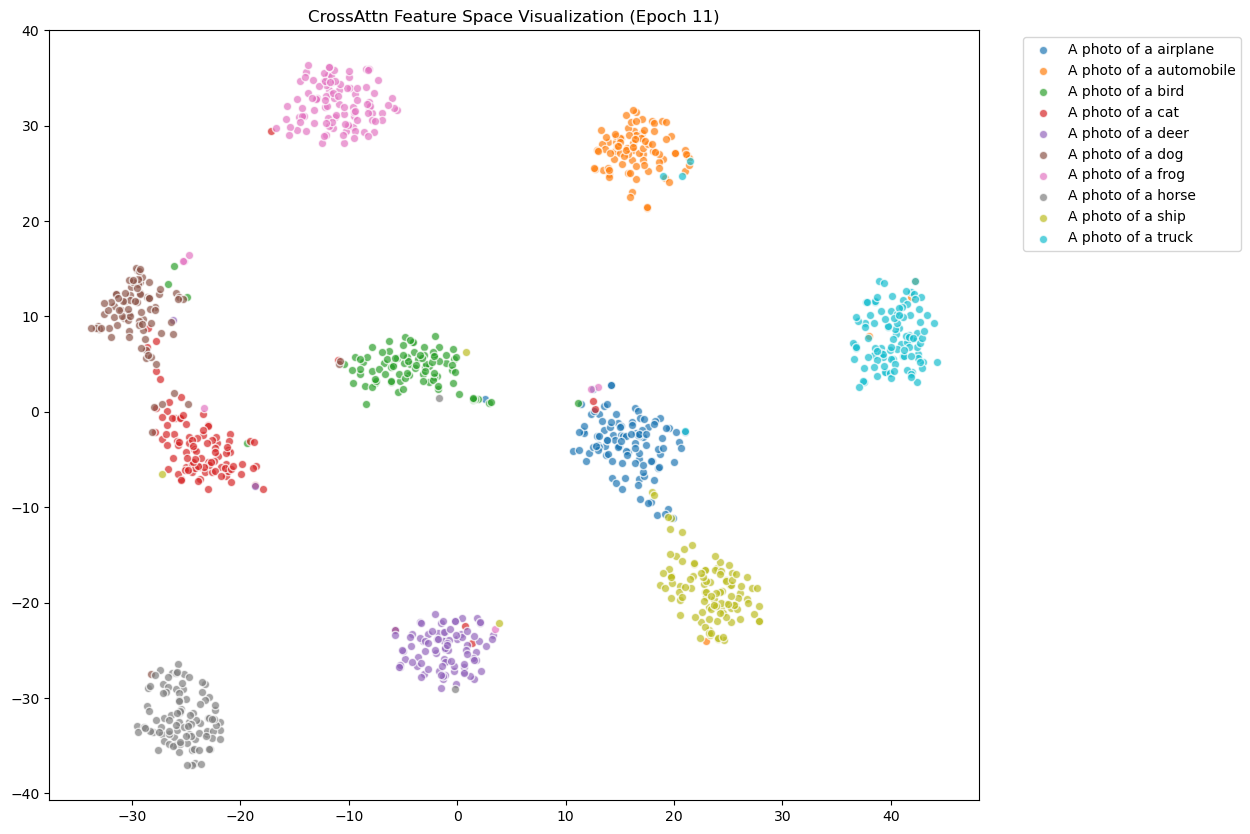 CrossAttn Feature Space Visualization (Epoch 11)
A photo of a airplane
A photo of a automobile
A photo of a bird
A photo of a cat
A photo of a deer
A photo of a dog
A photo of a frog
A photo of a horse
A photo of a ship
A photo of a truck
40
30
20
10
0
−10
−20
−30
−40
−30 −20 −10 0 10 20 30 40